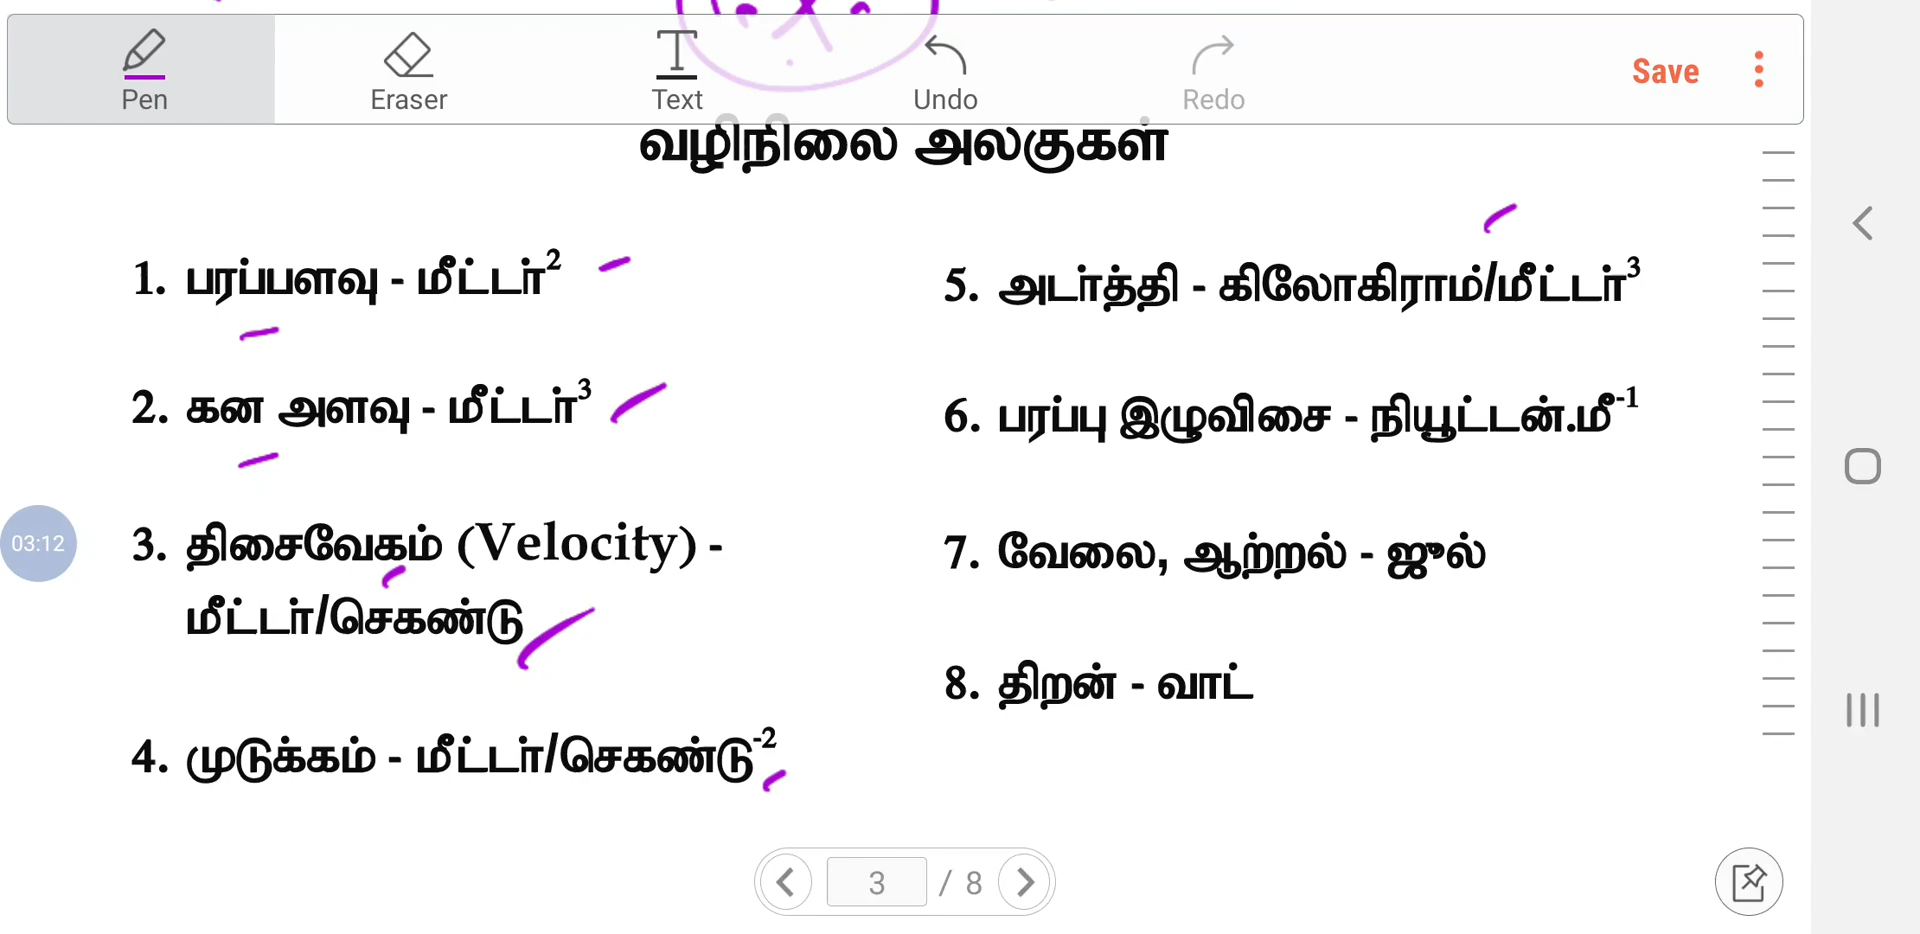 Pen
Eraser
Text
Undo
Redo
Save
வழிநிலை அலகுகள்
1. பரப்பளவு - மீட்டர்²
2. கன அளவு - மீட்டர்³
3. திசைவேகம் (Velocity) -
மீட்டர்/செகண்டு
4. முடுக்கம் - மீட்டர்/செகண்டு⁻²
5. அடர்த்தி - கிலோகிராம்/மீட்டர்³
6. பரப்பு இழுவிசை - நியூட்டன்.மீ⁻¹
7. வேலை, ஆற்றல் - ஜுல்
8. திறன் - வாட்
03:12
3 / 8